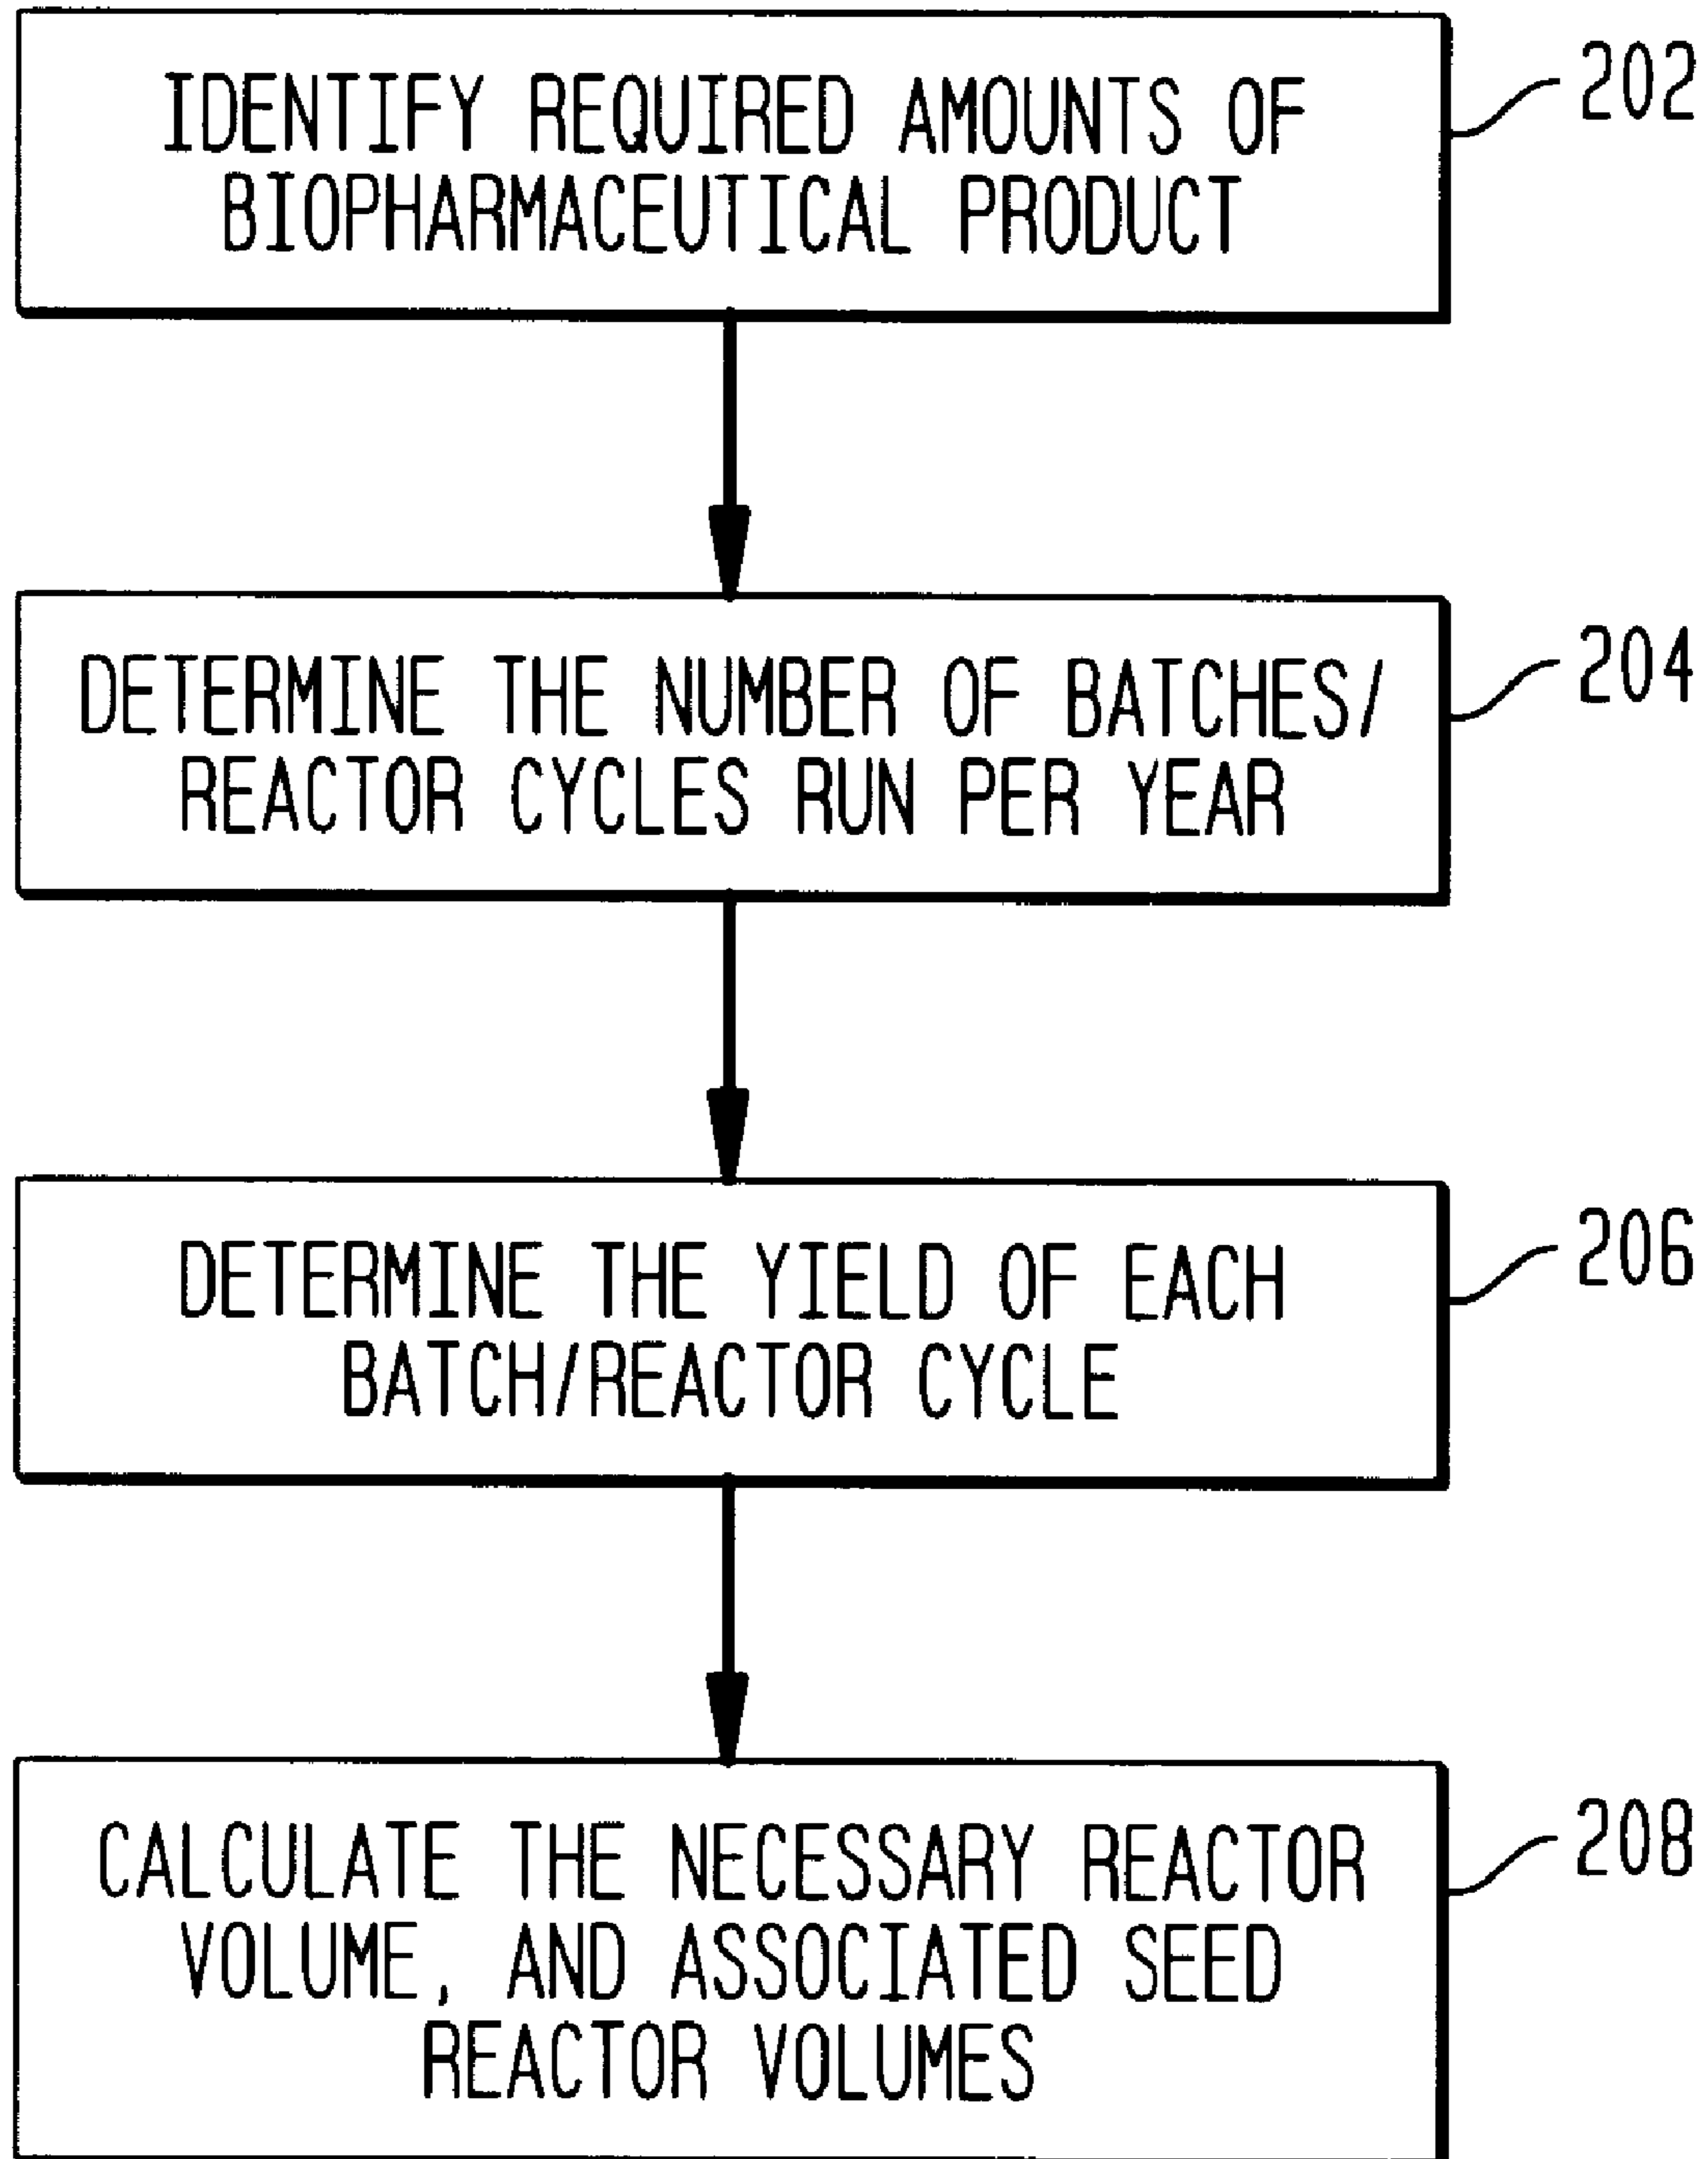 IDENTIFY REQUIRED AMOUNTS OF
BIOPHARMACEUTICAL PRODUCT
202
DETERMINE THE NUMBER OF BATCHES/
REACTOR CYCLES RUN PER YEAR
204
DETERMINE THE YIELD OF EACH
BATCH/REACTOR CYCLE
206
CALCULATE THE NECESSARY REACTOR
VOLUME, AND ASSOCIATED SEED
REACTOR VOLUMES
208